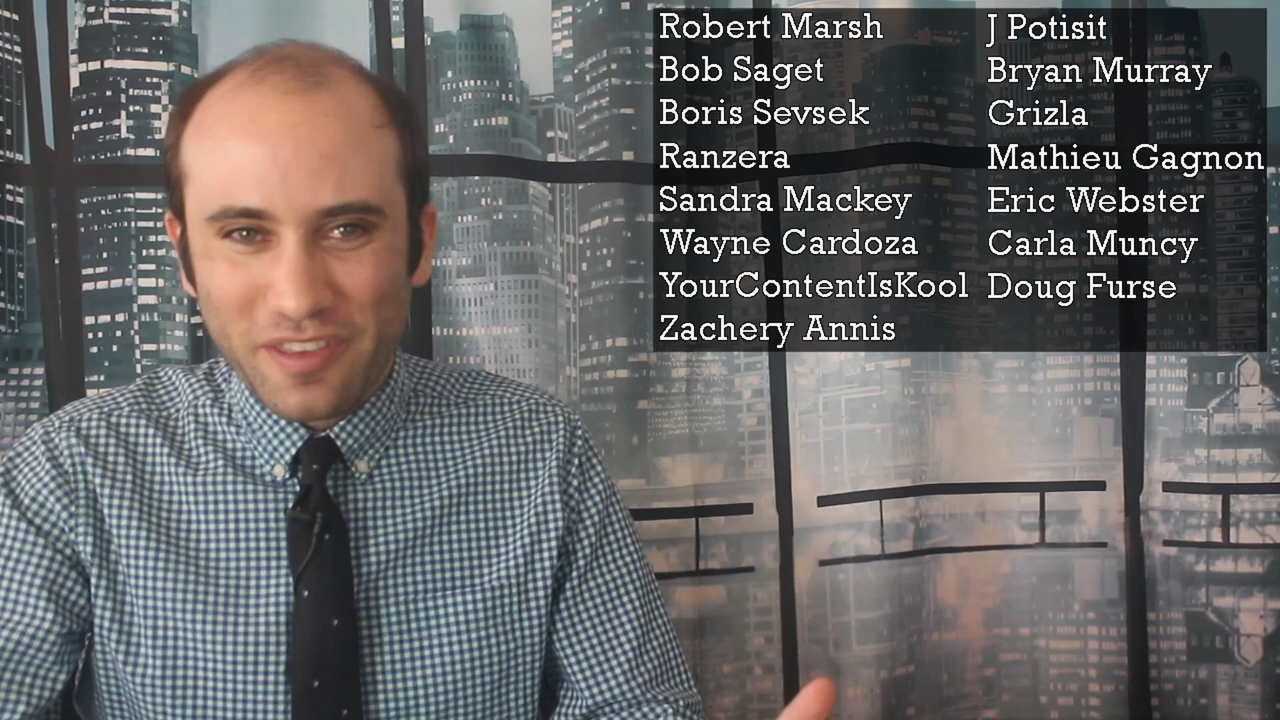 Robert Marsh
Bob Saget
Boris Sevsek
Ranzera
Sandra Mackey
Wayne Cardoza
YourContentIsKool
Zachery Annis
J Potisit
Bryan Murray
Grizla
Mathieu Gagnon
Eric Webster
Carla Muncy
Doug Furse